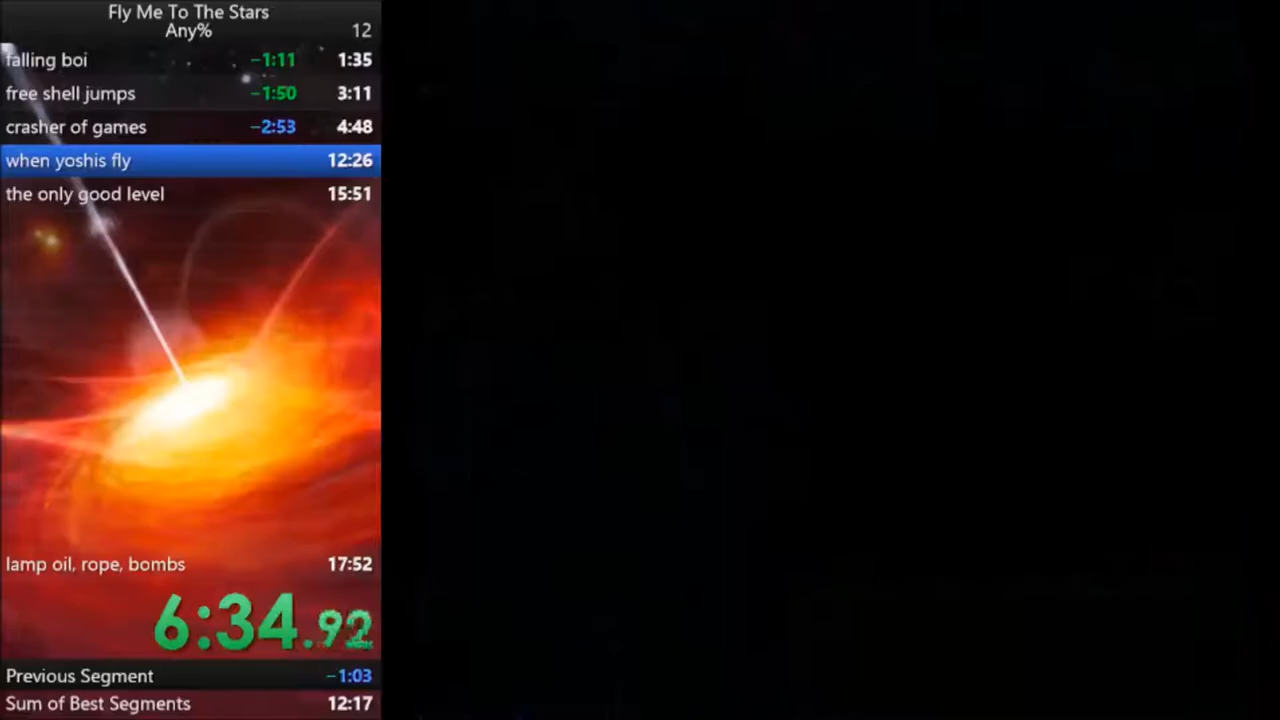 Fly Me To The Stars
Any% 12
falling boi -1:11 1:35
free shell jumps -1:50 3:11
crasher of games -2:53 4:48
when yoshis fly 12:26
the only good level 15:51
lamp oil, rope, bombs 17:52
6:34.92
Previous Segment -1:03
Sum of Best Segments 12:17